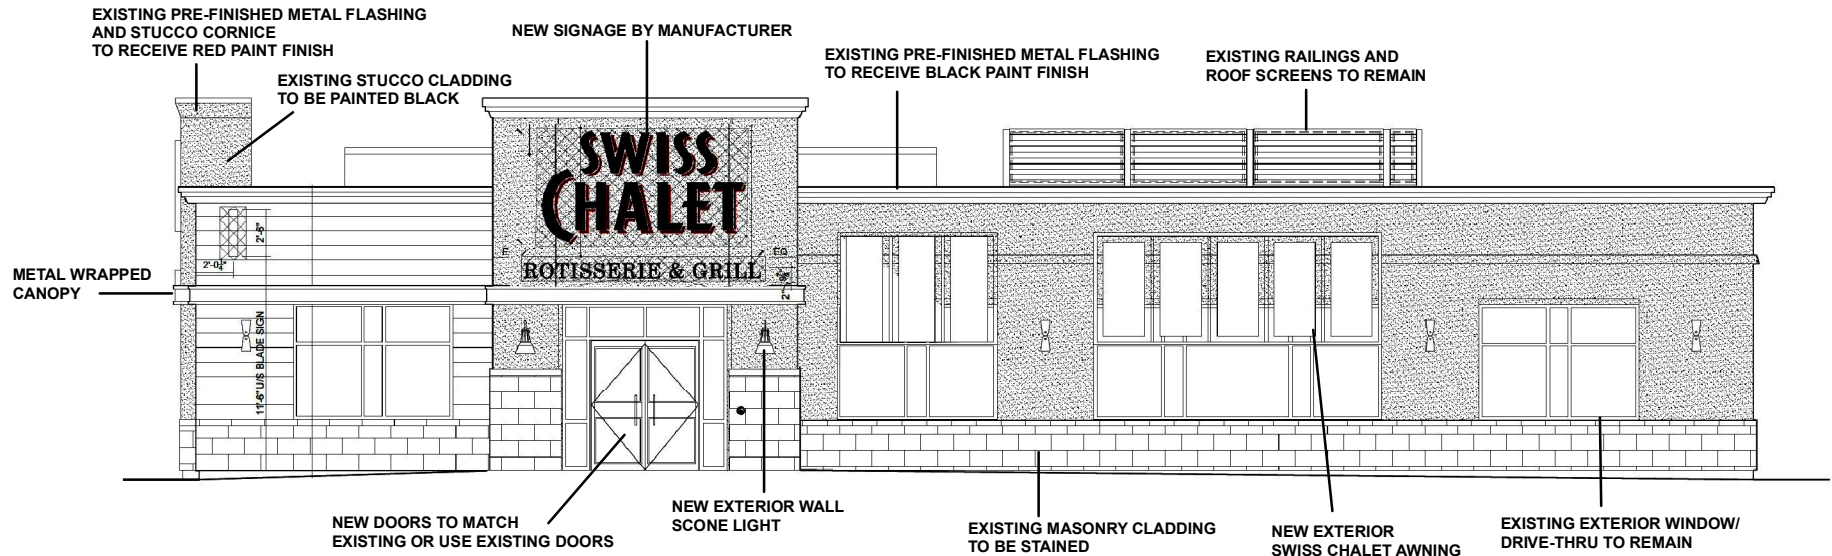 EXISTING PRE-FINISHED METAL FLASHING
AND STUCCO CORNICE
TO RECEIVE RED PAINT FINISH
EXISTING STUCCO CLADDING
TO BE PAINTED BLACK
NEW SIGNAGE BY MANUFACTURER
EXISTING PRE-FINISHED METAL FLASHING
TO RECEIVE BLACK PAINT FINISH
EXISTING RAILINGS AND
ROOF SCREENS TO REMAIN
SWISS
CHALET
ROTISSERIE & GRILL
2'-6"
EQ
METAL WRAPPED
CANOPY
11'-6" U/S BLADE SIGN
NEW DOORS TO MATCH
EXISTING OR USE EXISTING DOORS
NEW EXTERIOR WALL
SCONE LIGHT
EXISTING MASONRY CLADDING
TO BE STAINED
NEW EXTERIOR
SWISS CHALET AWNING
EXISTING EXTERIOR WINDOW/
DRIVE-THRU TO REMAIN